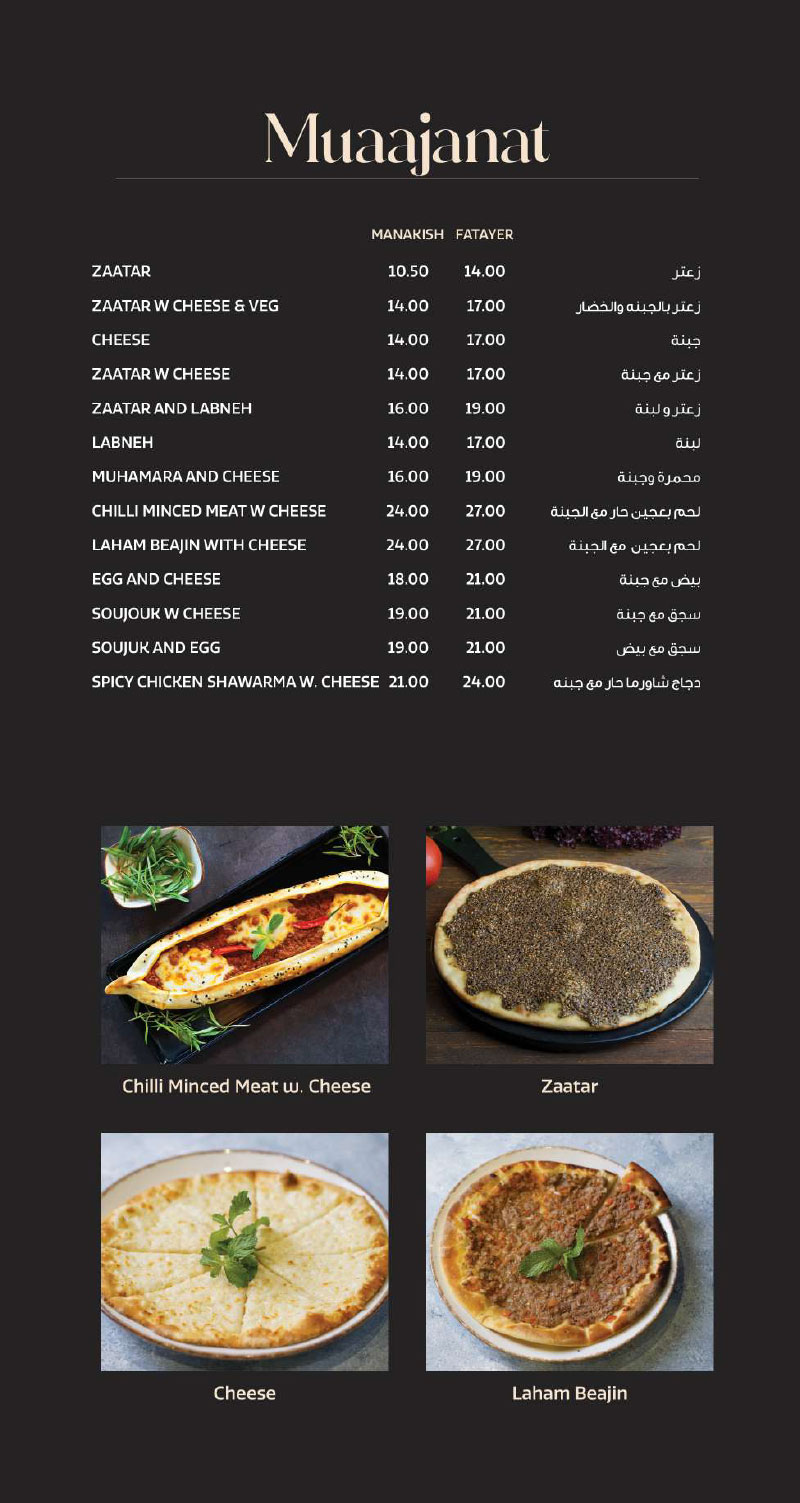 Muaajanat
MANAKISH FATAYER
ZAATAR 10.50 14.00 زعتر
ZAATAR W CHEESE & VEG 14.00 17.00 زعتر بالجبنه والخضار
CHEESE 14.00 17.00 جبنة
ZAATAR W CHEESE 14.00 17.00 زعتر مع جبنة
ZAATAR AND LABNEH 16.00 19.00 زعتر و لبنة
LABNEH 14.00 17.00 لبنة
MUHAMARA AND CHEESE 16.00 19.00 محمرة وجبنة
CHILLI MINCED MEAT W CHEESE 24.00 27.00 لحم بعجين حار مع الجبنة
LAHAM BEAJIN WITH CHEESE 24.00 27.00 لحم بعجين مع الجبنة
EGG AND CHEESE 18.00 21.00 بيض مع جبنة
SOUJOUK W CHEESE 19.00 21.00 سجق مع جبنة
SOUJUK AND EGG 19.00 21.00 سجق مع بيض
SPICY CHICKEN SHAWARMA W. CHEESE 21.00 24.00 دجاج شاورما حار مع جبنه
Chilli Minced Meat w. Cheese
Zaatar
Cheese
Laham Beajin